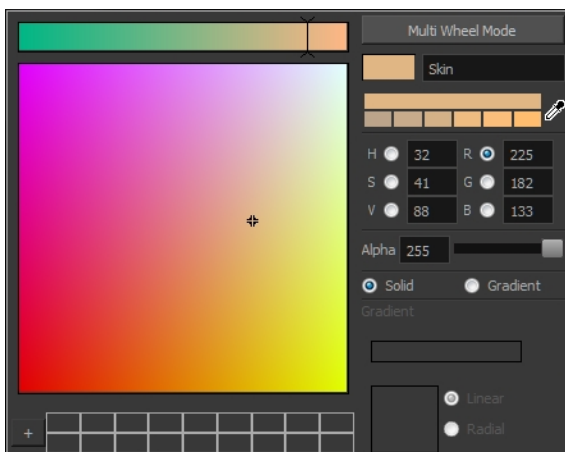 Multi Wheel Mode
Skin
H 32 R 225
S 41 G 182
V 88 B 133
Alpha 255
Solid Gradient
Gradient
Linear
Radial
+